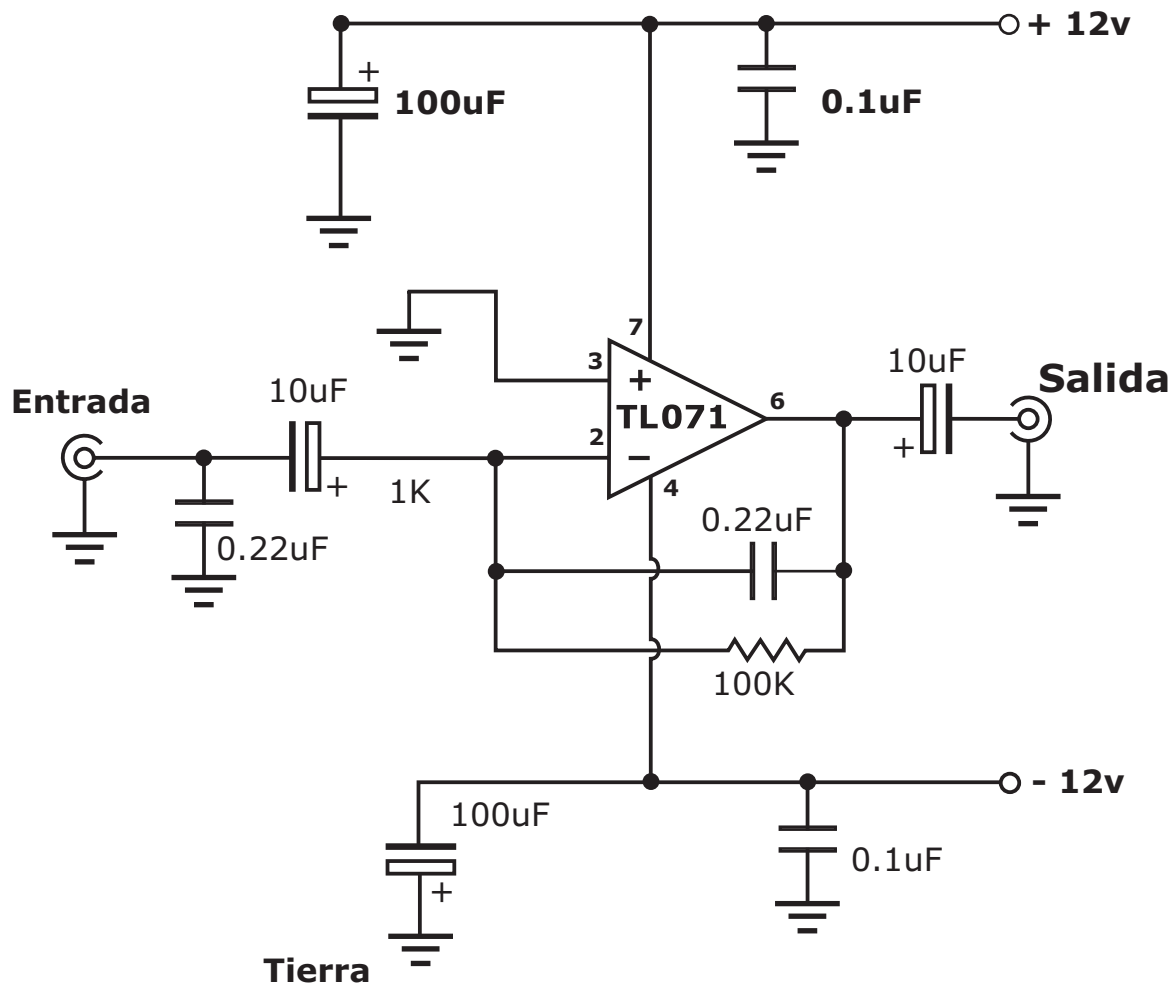 + 12v
+
100uF
0.1uF
7
3
+
TL071
2
−
6
4
10uF
Entrada
+
1K
0.22uF
10uF
Salida
+
0.22uF
100K
- 12v
100uF
+
0.1uF
Tierra